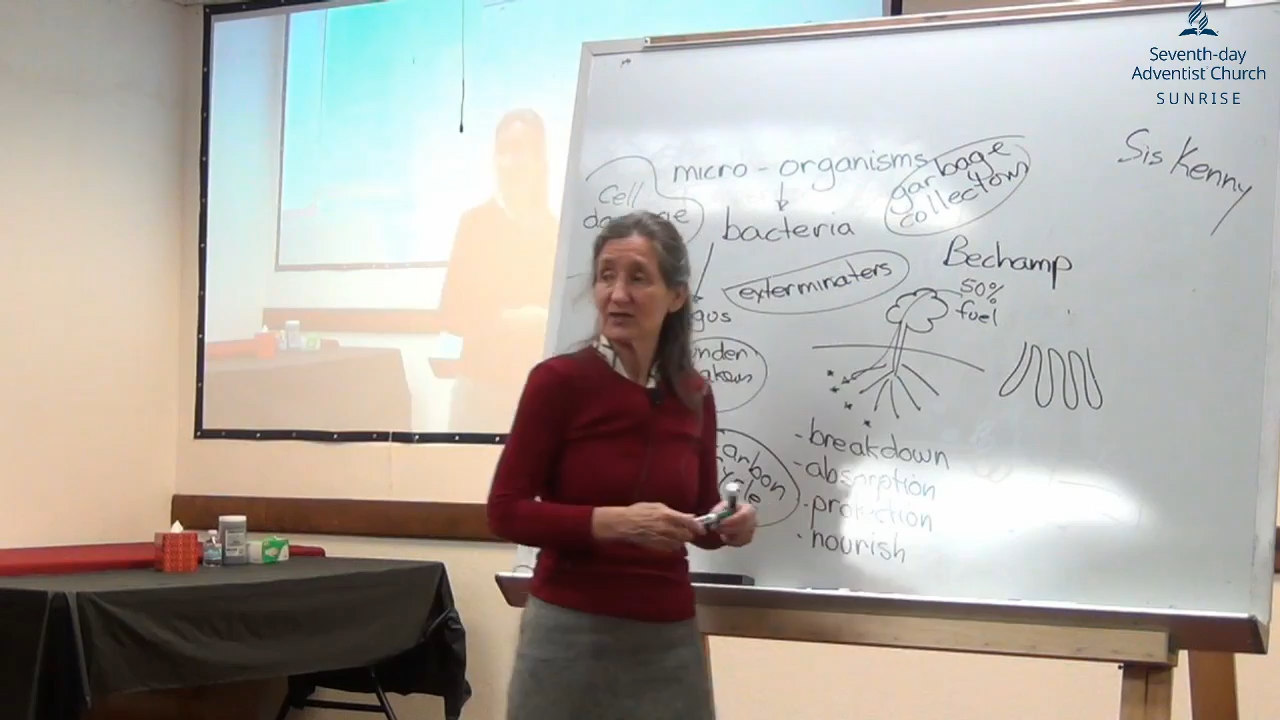 Seventh-day
Adventist Church
SUNRISE
Sis Kenny
micro - organisms
garbage
collectors
Cell
bacteria
Bechamp
exterminaters
50%
fuel
- breakdown
- absorption
- protection
- nourish